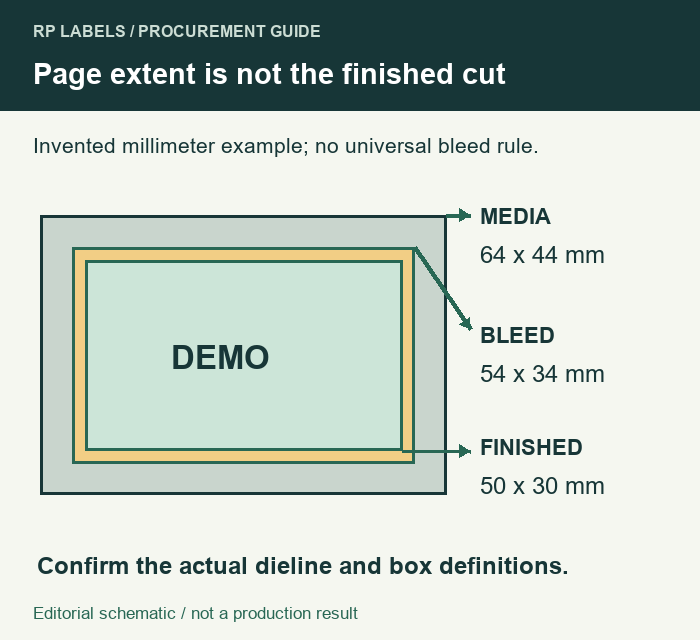 RP LABELS / PROCUREMENT GUIDE
Page extent is not the finished cut
Invented millimeter example; no universal bleed rule.
MEDIA
64 x 44 mm
BLEED
54 x 34 mm
DEMO
FINISHED
50 x 30 mm
Confirm the actual dieline and box definitions.
Editorial schematic / not a production result